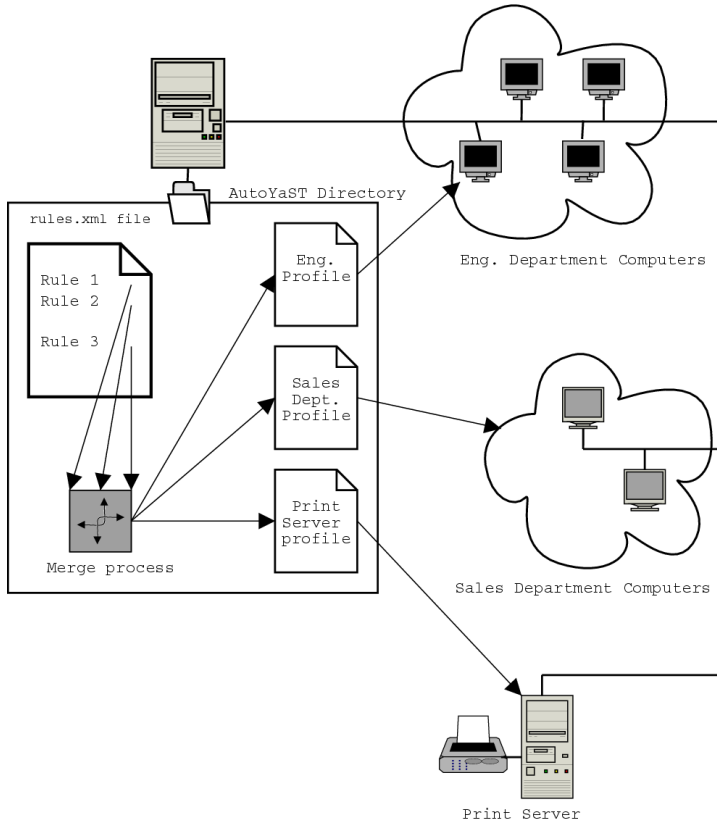 AutoYaST Directory
rules.xml file
Rule 1
Rule 2
Rule 3
Merge process
Eng.
Profile
Sales
Dept.
Profile
Print
Server
profile
Eng. Department Computers
Sales Department Computers
Print Server